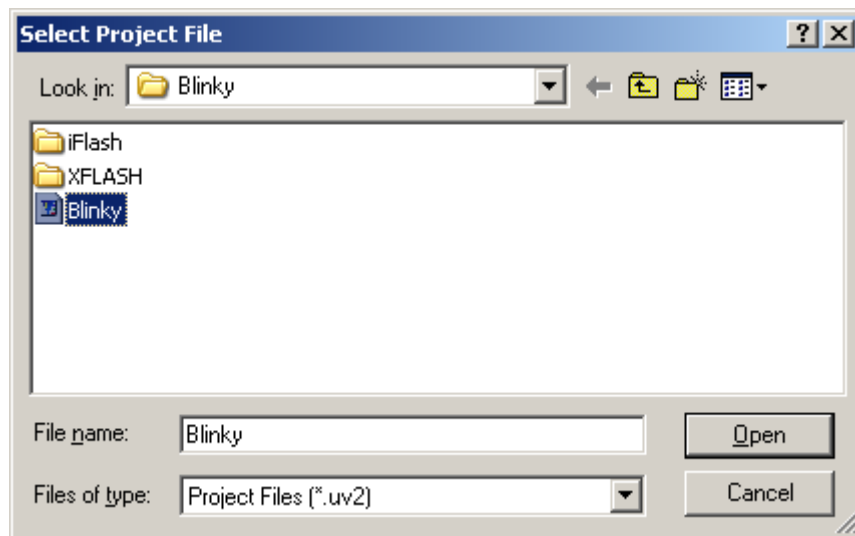 Select Project File
Look in: Blinky
iFlash
XFLASH
Blinky
File name: Blinky Open
Files of type: Project Files (*.uv2) Cancel